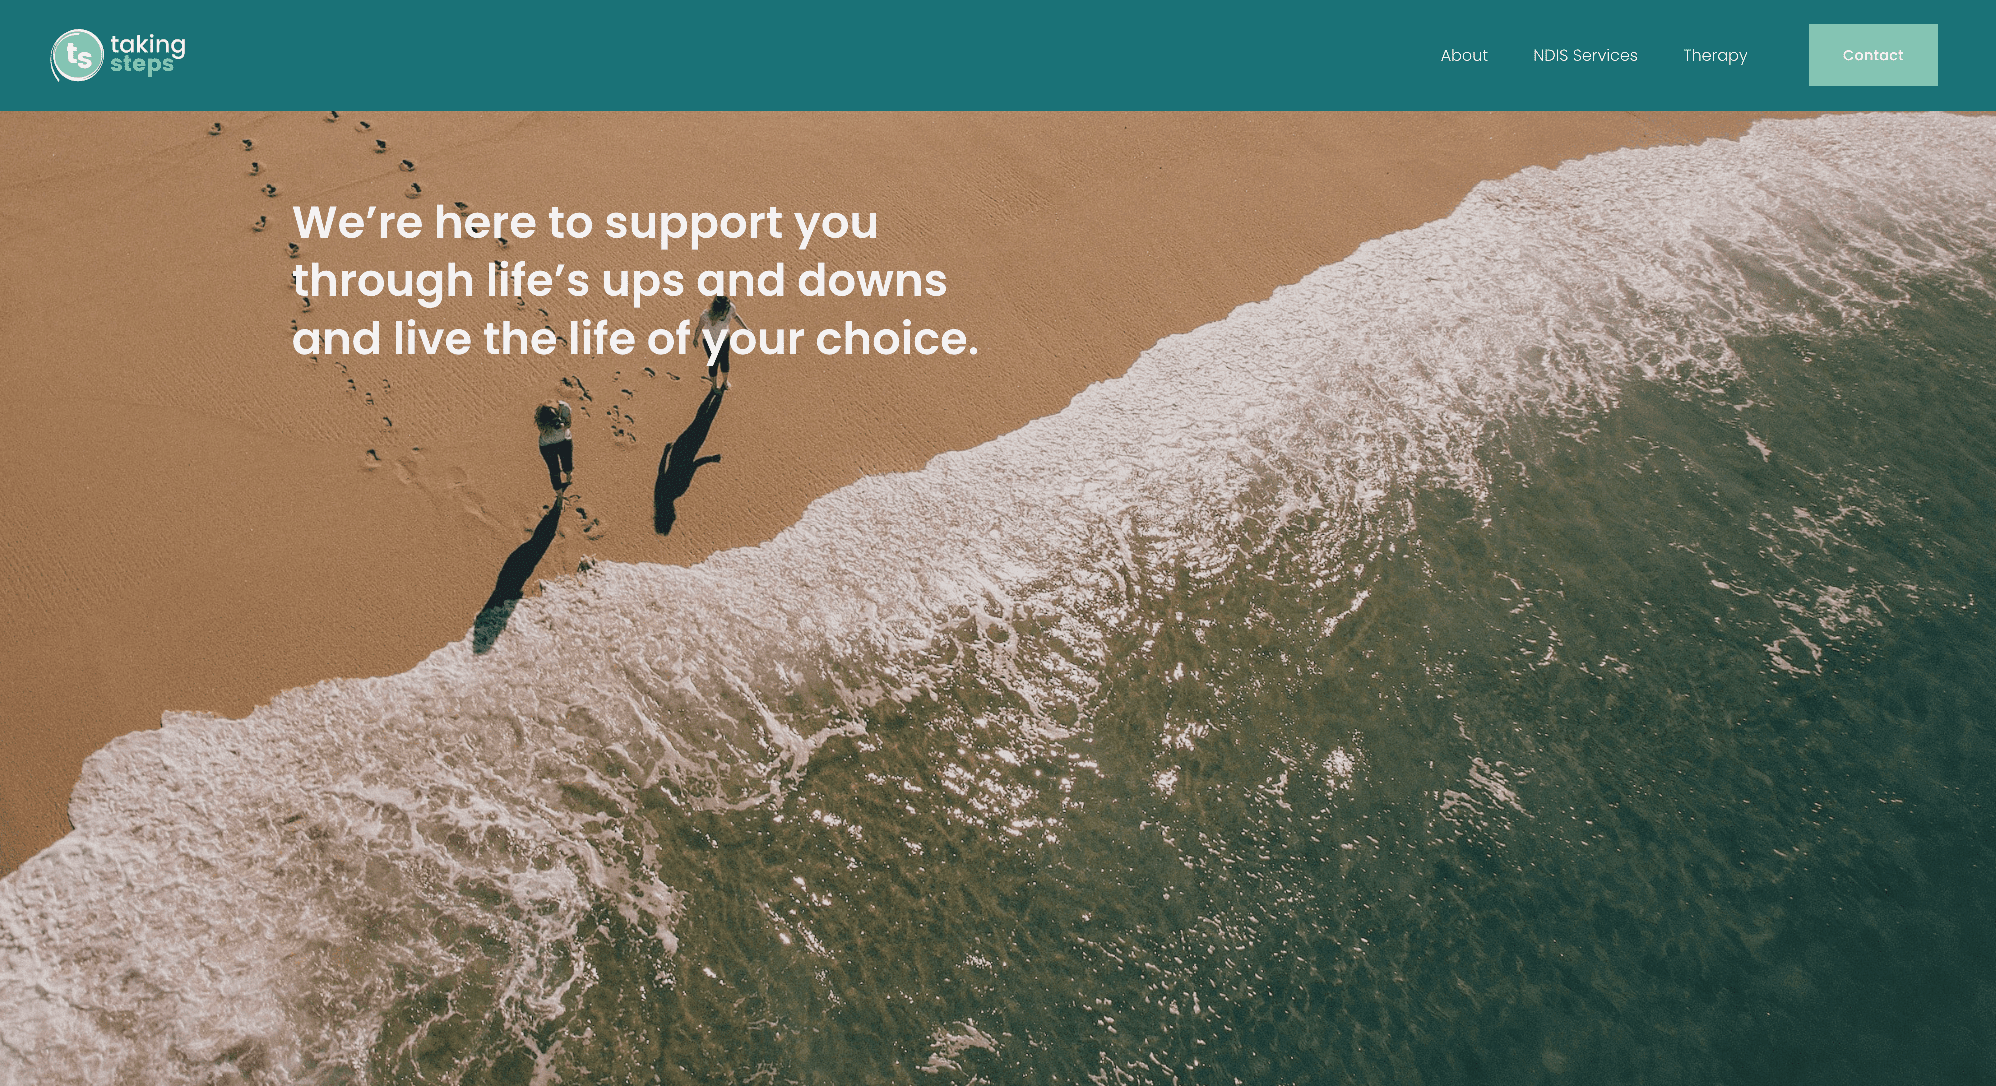 ts
taking
steps
About
NDIS Services
Therapy
Contact
We’re here to support you
through life’s ups and downs
and live the life of your choice.